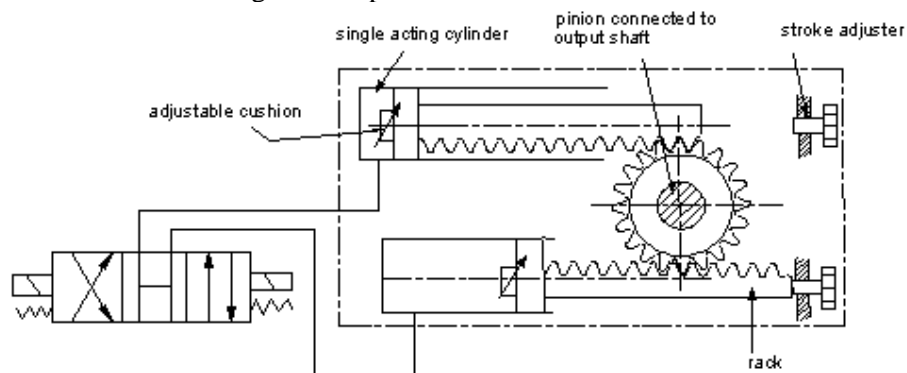 pinion connected to
output shaft
stroke adjuster
single acting cylinder
adjustable cushion
rack